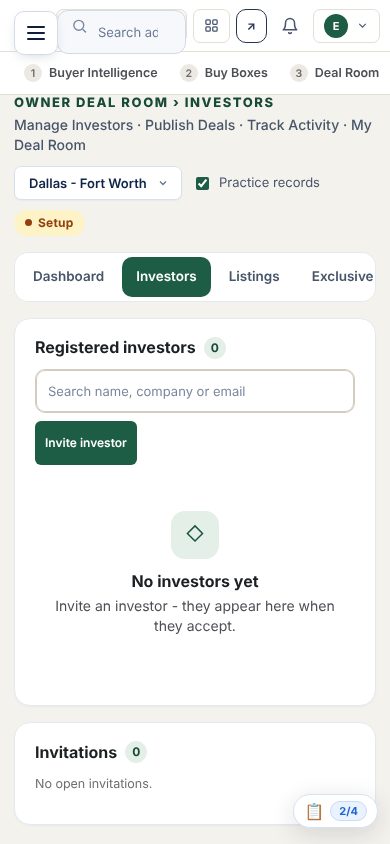 Search ad
E
1 Buyer Intelligence 2 Buy Boxes 3 Deal Room
OWNER DEAL ROOM › INVESTORS
Manage Investors · Publish Deals · Track Activity · My
Deal Room
Dallas - Fort Worth
Practice records
Setup
Dashboard Investors Listings Exclusive
Registered investors 0
Search name, company or email
Invite investor
No investors yet
Invite an investor - they appear here when
they accept.
Invitations 0
No open invitations.
2/4